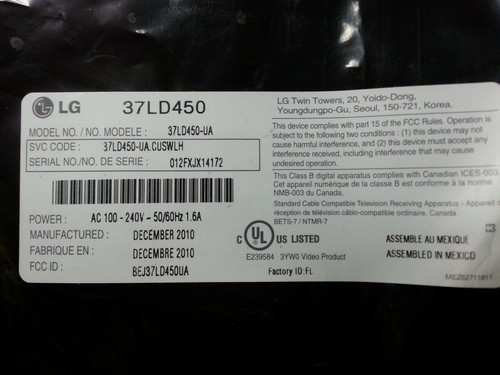 LG 37LD450
MODEL NO. / NO. MODELE : 37LD450-UA
SVC CODE : 37LD450-UA.CUSWLH
SERIAL NO./NO. DE SERIE : 012FXJX14172
POWER : AC 100 - 240V ~ 50/60Hz 1.6A
MANUFACTURED : DECEMBER 2010
FABRIQUE EN : DECEMBRE 2010
FCC ID : BEJ37LD450UA
LG Twin Towers, 20, Yoido-Dong,
Youngdungpo-Gu, Seoul, 150-721, Korea.
This device complies with part 15 of the FCC Rules. Operation is
subject to the following two conditions : (1) this device may not
cause harmful interference, and (2) this device must accept any
interference received, including interference that may cause
undesired operation.
This Class B digital apparatus complies with Canadian ICES-003.
Cet appareil numérique de la classe B est conforme à la norme
NMB-003 du Canada.
Standard Cable Compatible Television Receiving Apparatus - Appareil
réception de télévision câblo-compatible ordinaire. Canada
BETS-7 / NTMR-7
C UL US LISTED
E239584 3YW0 Video Product
Factory ID:FL
ASSEMBLE AU MEXIQUE
ASSEMBLED IN MEXICO